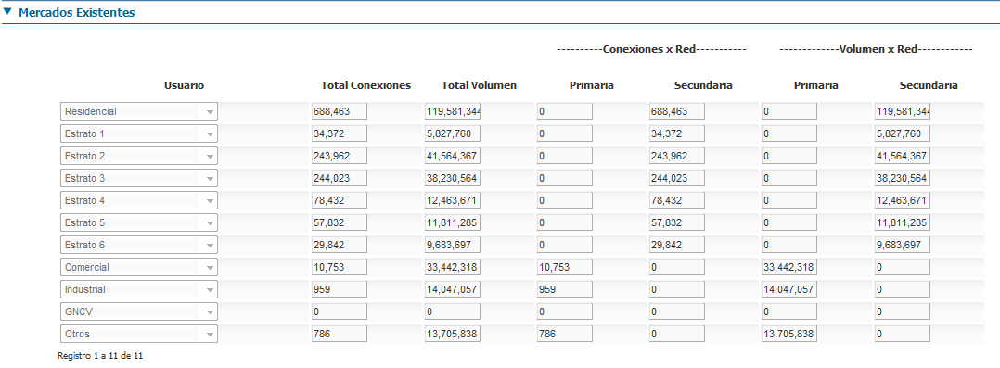 Mercados Existentes
----------Conexiones x Red----------- -------------Volumen x Red------------
Usuario Total Conexiones Total Volumen Primaria Secundaria Primaria Secundaria
Residencial 688,463 119,581,344 0 688,463 0 119,581,344
Estrato 1 34,372 5,827,760 0 34,372 0 5,827,760
Estrato 2 243,962 41,564,367 0 243,962 0 41,564,367
Estrato 3 244,023 38,230,564 0 244,023 0 38,230,564
Estrato 4 78,432 12,463,671 0 78,432 0 12,463,671
Estrato 5 57,832 11,811,285 0 57,832 0 11,811,285
Estrato 6 29,842 9,683,697 0 29,842 0 9,683,697
Comercial 10,753 33,442,318 10,753 0 33,442,318 0
Industrial 959 14,047,057 959 0 14,047,057 0
GNCV 0 0 0 0 0 0
Otros 786 13,705,838 786 0 13,705,838 0
Registro 1 a 11 de 11